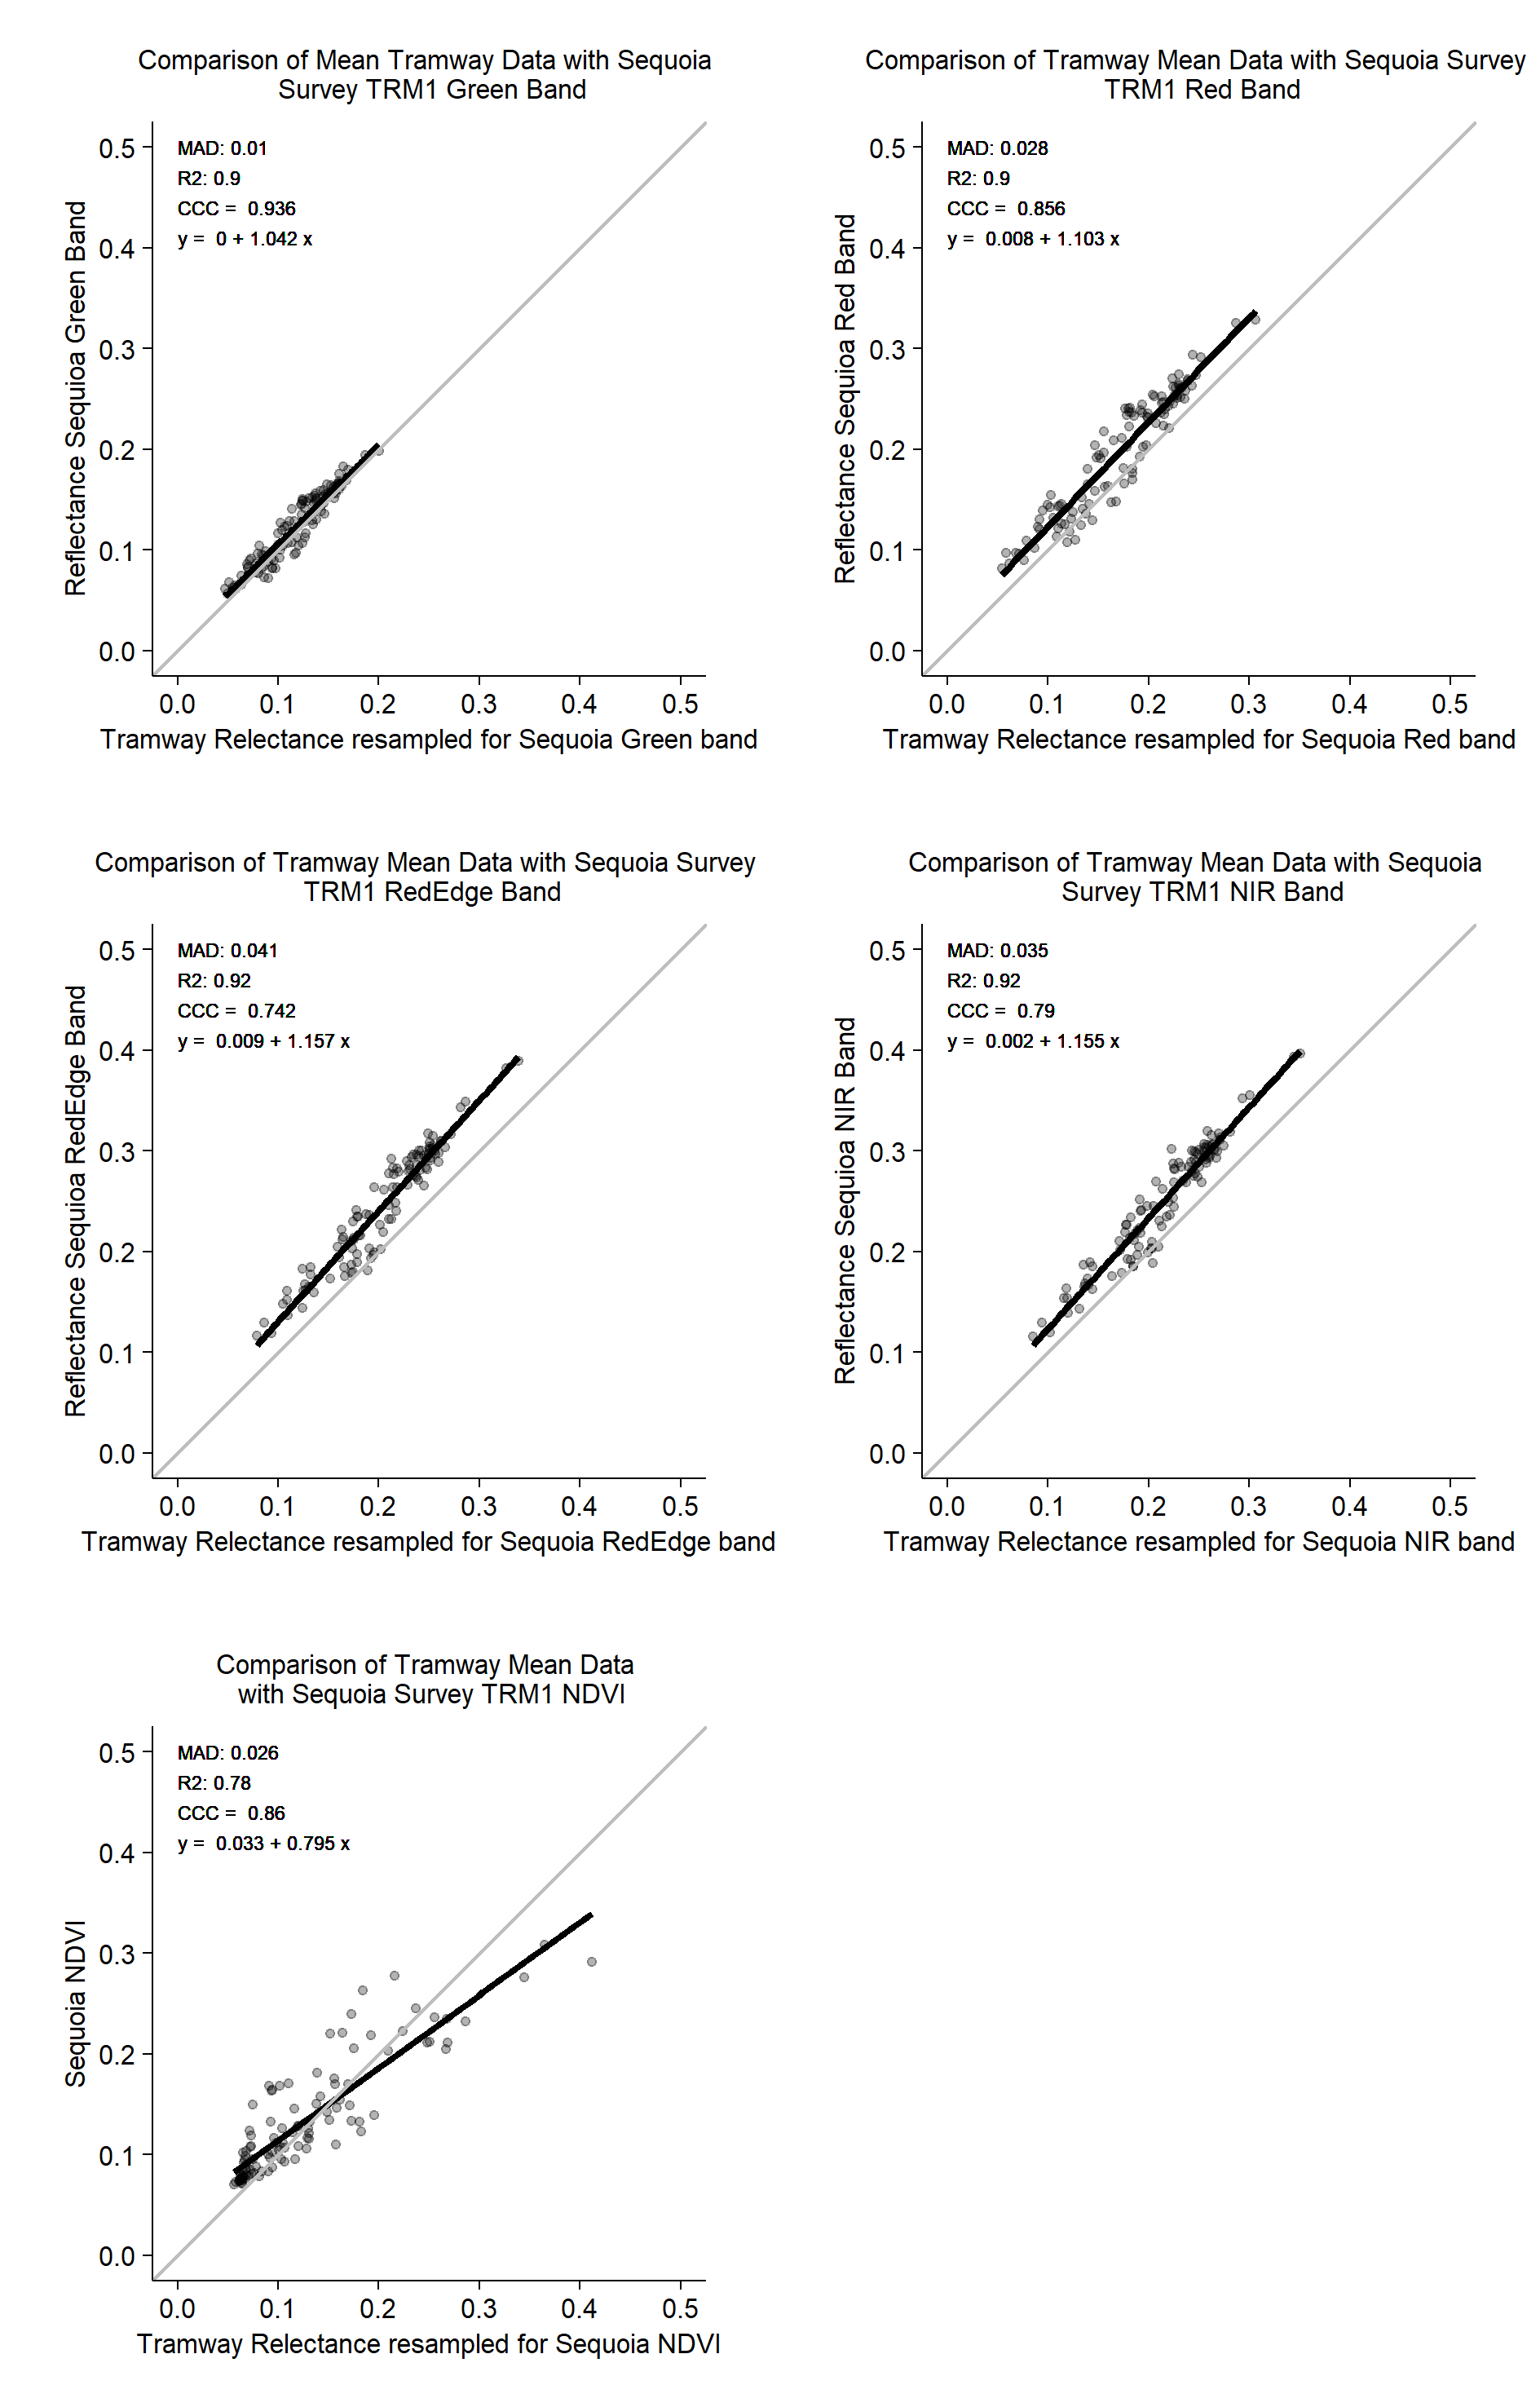 Comparison of Mean Tramway Data with Sequoia
Survey TRM1 Green Band
MAD: 0.01
R2: 0.9
CCC = 0.936
y = 0 + 1.042 x
Reflectance Sequioa Green Band
0.5
0.4
0.3
0.2
0.1
0.0
0.0 0.1 0.2 0.3 0.4 0.5
Tramway Relectance resampled for Sequoia Green band
Comparison of Tramway Mean Data with Sequoia Survey
TRM1 Red Band
MAD: 0.028
R2: 0.9
CCC = 0.856
y = 0.008 + 1.103 x
Reflectance Sequioa Red Band
0.5
0.4
0.3
0.2
0.1
0.0
0.0 0.1 0.2 0.3 0.4 0.5
Tramway Relectance resampled for Sequoia Red band
Comparison of Tramway Mean Data with Sequoia Survey
TRM1 RedEdge Band
MAD: 0.041
R2: 0.92
CCC = 0.742
y = 0.009 + 1.157 x
Reflectance Sequioa RedEdge Band
0.5
0.4
0.3
0.2
0.1
0.0
0.0 0.1 0.2 0.3 0.4 0.5
Tramway Relectance resampled for Sequoia RedEdge band
Comparison of Tramway Mean Data with Sequoia
Survey TRM1 NIR Band
MAD: 0.035
R2: 0.92
CCC = 0.79
y = 0.002 + 1.155 x
Reflectance Sequioa NIR Band
0.5
0.4
0.3
0.2
0.1
0.0
0.0 0.1 0.2 0.3 0.4 0.5
Tramway Relectance resampled for Sequoia NIR band
Comparison of Tramway Mean Data
with Sequoia Survey TRM1 NDVI
MAD: 0.026
R2: 0.78
CCC = 0.86
y = 0.033 + 0.795 x
Sequoia NDVI
0.5
0.4
0.3
0.2
0.1
0.0
0.0 0.1 0.2 0.3 0.4 0.5
Tramway Relectance resampled for Sequoia NDVI